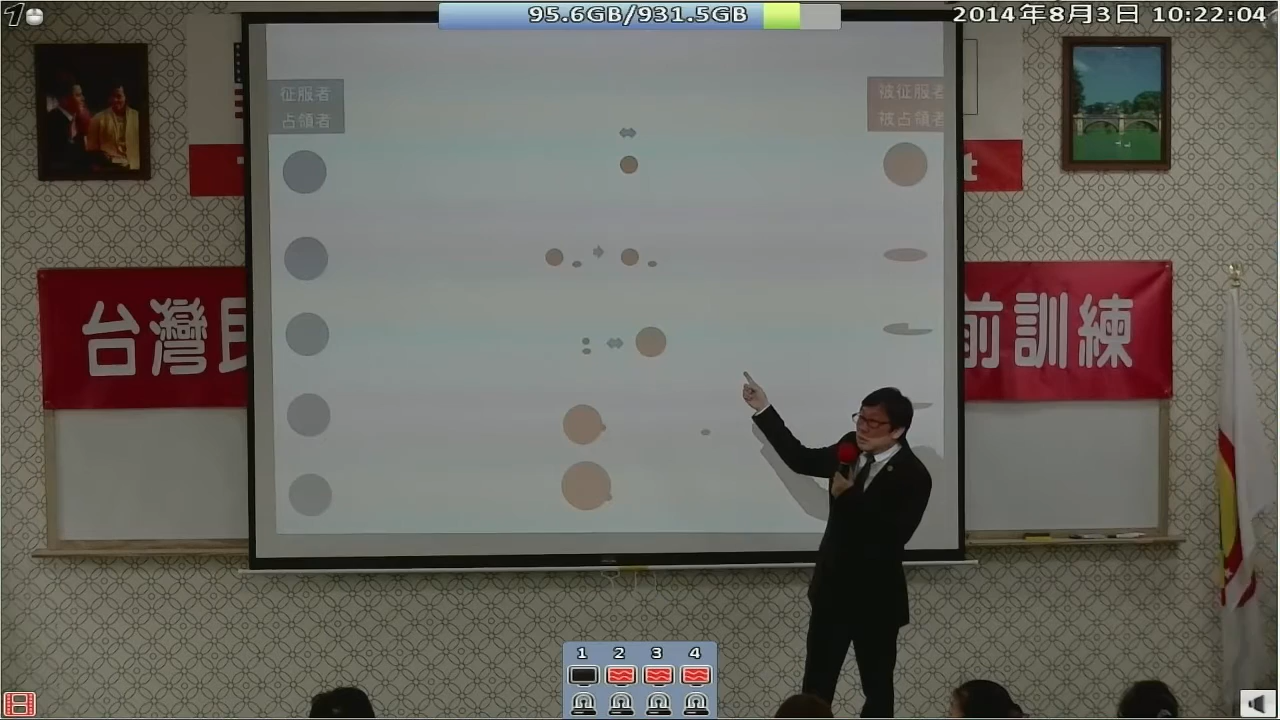 1
95.6GB/931.5GB
2014年8月3日 10:22:04
征服者
占領者
被征服者
被占領者
t
台灣
前訓練
1 2 3 4